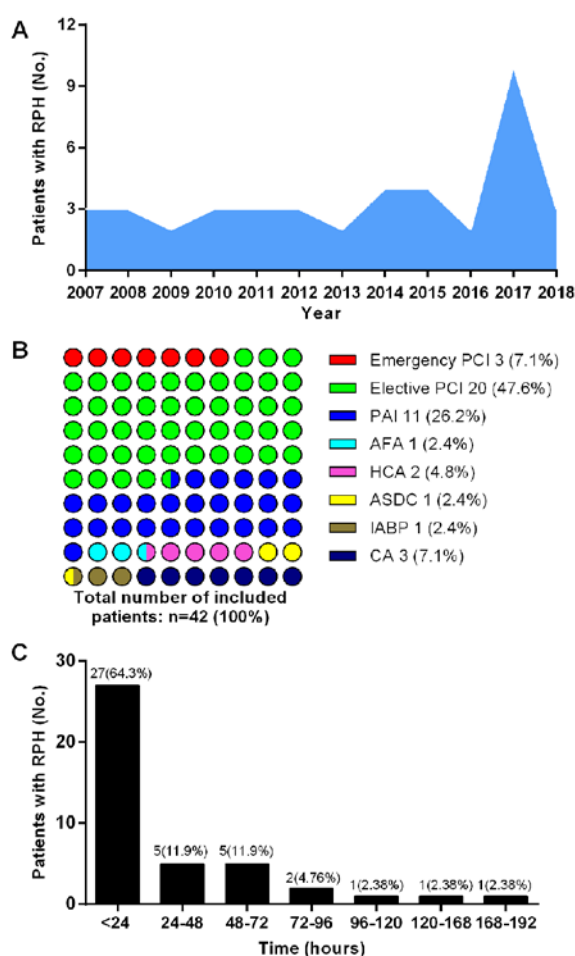 A
Patients with RPH (No.)
12
9
6
3
0
2007 2008 2009 2010 2011 2012 2013 2014 2015 2016 2017 2018
Year
B
Emergency PCI 3 (7.1%)
Elective PCI 20 (47.6%)
PAI 11 (26.2%)
AFA 1 (2.4%)
HCA 2 (4.8%)
ASDC 1 (2.4%)
IABP 1 (2.4%)
CA 3 (7.1%)
Total number of included
patients: n=42 (100%)
C
Patients with RPH (No.)
30
20
10
0
27(64.3%)
5(11.9%)
5(11.9%)
2(4.76%)
1(2.38%)
1(2.38%)
1(2.38%)
<24 24-48 48-72 72-96 96-120 120-168 168-192
Time (hours)